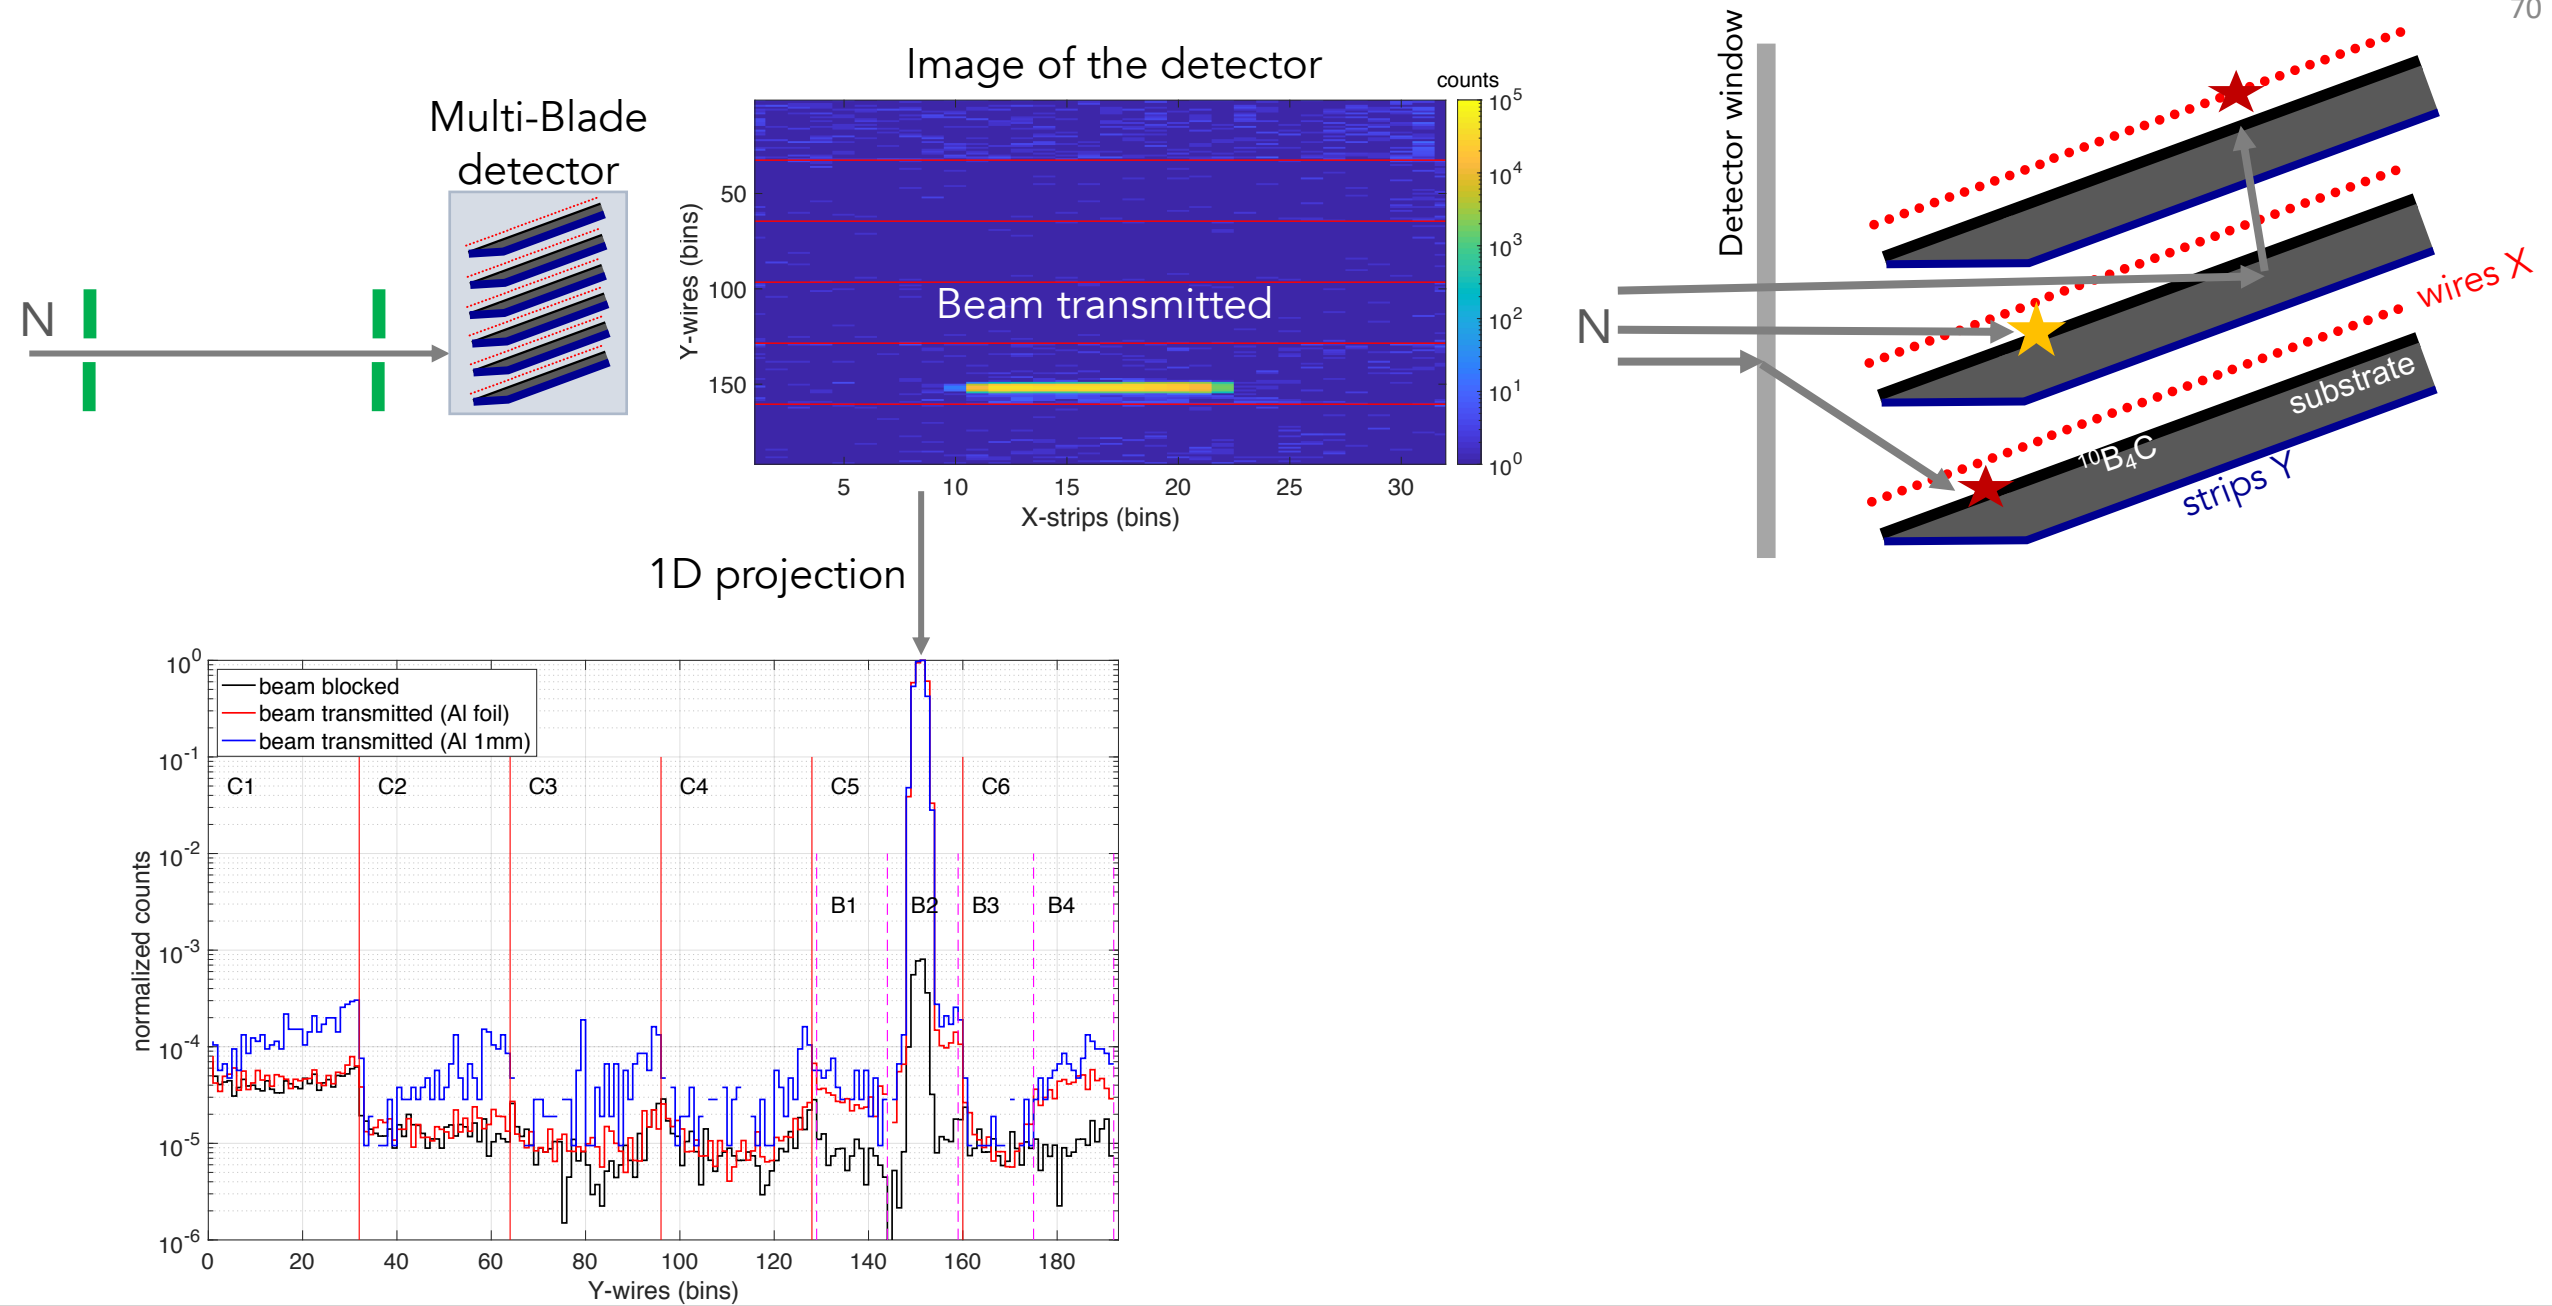 70
Image of the detector
Multi-Blade
detector
N
counts
10^5
10^4
10^3
10^2
10^1
10^0
Y-wires (bins)
50
100
150
Beam transmitted
5
10
15
20
25
30
X-strips (bins)
Detector window
N
wires X
substrate
¹⁰B₄C
strips Y
1D projection
10^0
10^-1
10^-2
10^-3
10^-4
10^-5
10^-6
normalized counts
beam blocked
beam transmitted (Al foil)
beam transmitted (Al 1mm)
C1
C2
C3
C4
C5
C6
B1
B2
B3
B4
0
20
40
60
80
100
120
140
160
180
Y-wires (bins)